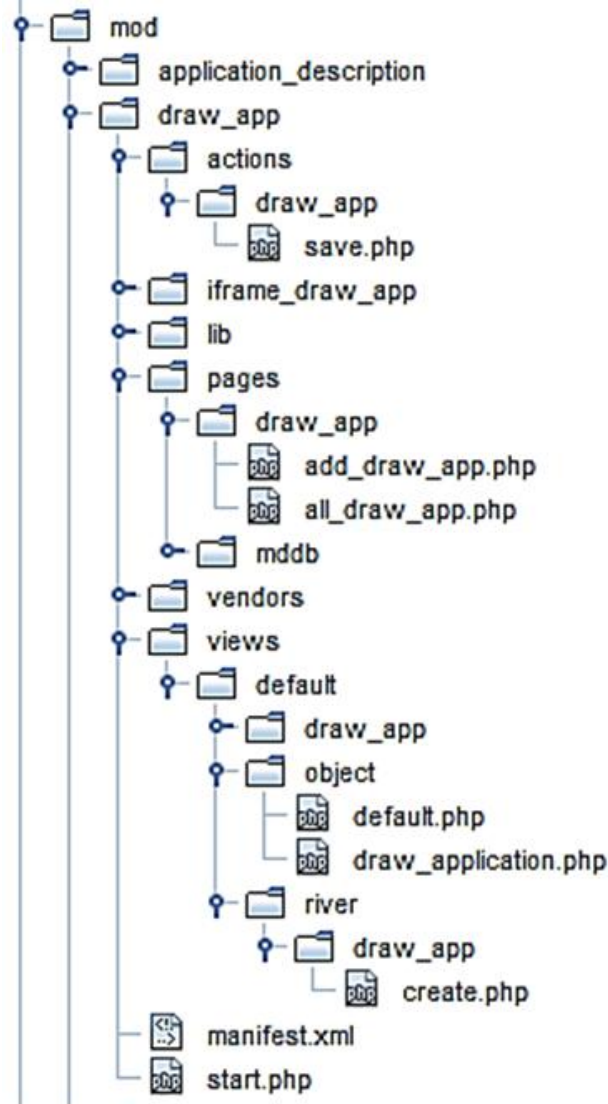 mod
application_description
draw_app
actions
draw_app
save.php
iframe_draw_app
lib
pages
draw_app
add_draw_app.php
all_draw_app.php
mddb
vendors
views
default
draw_app
object
default.php
draw_application.php
river
draw_app
create.php
manifest.xml
start.php